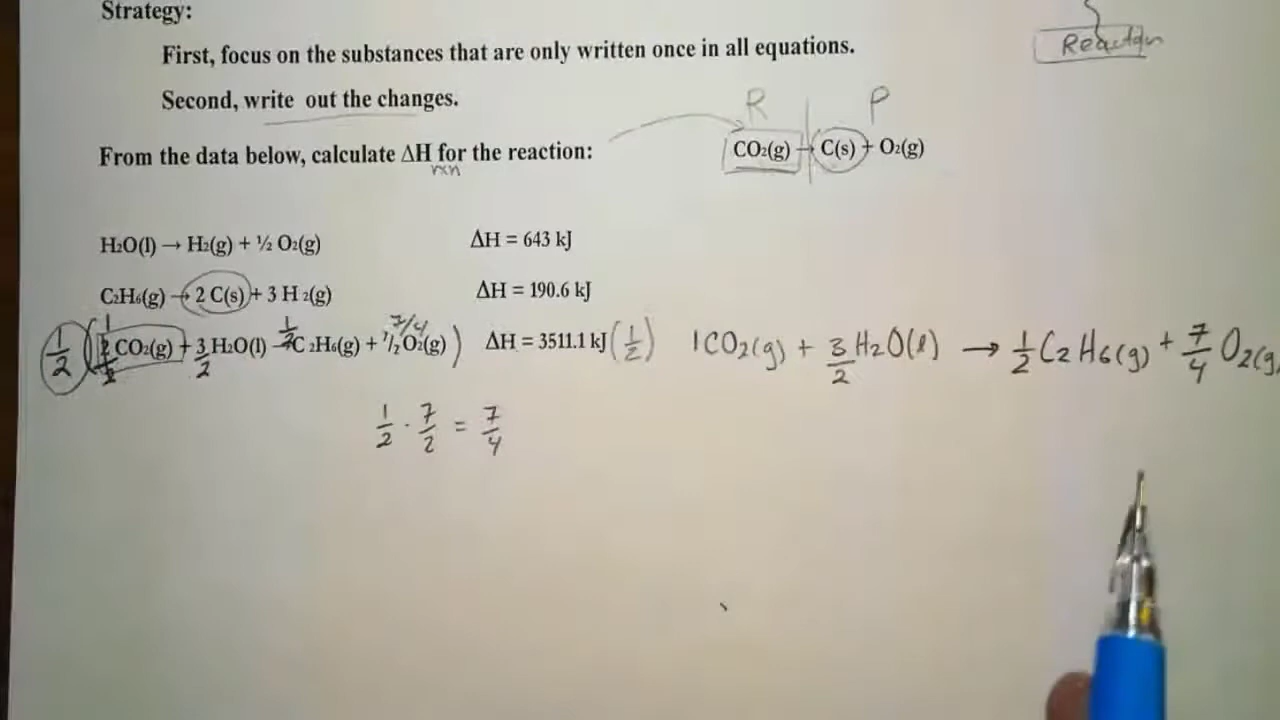 Strategy:
Reaction
First, focus on the substances that are only written once in all equations.
Second, write out the changes.
R P
From the data below, calculate ΔH for the reaction: CO₂(g) → C(s) + O₂(g)
rxn
H₂O(l) → H₂(g) + ½ O₂(g) ΔH = 643 kJ
C₂H₆(g) → 2 C(s) + 3 H ₂(g) ΔH = 190.6 kJ
1/2 ( CO₂(g) + 3/2 H₂O(l) → 1/2 C ₂H₆(g) + 7/2 O₂(g) ) 7/4 ΔH = 3511.1 kJ (1/2) 1CO₂(g) + 3/2 H₂O(l) → 1/2 C₂H₆(g) + 7/4 O₂(g)
1/2 · 7/2 = 7/4